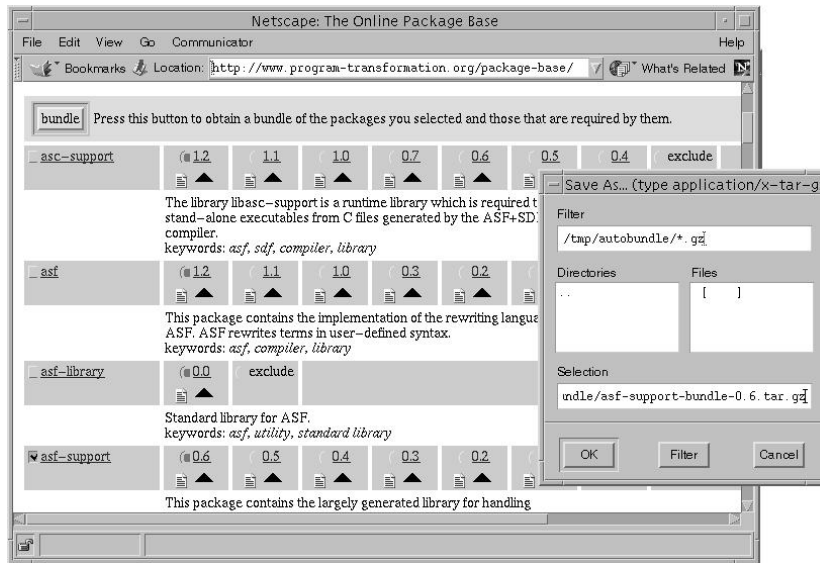 Netscape: The Online Package Base
File Edit View Go Communicator Help
Bookmarks Location: http://www.program-transformation.org/package-base/ What's Related N
bundle Press this button to obtain a bundle of the packages you selected and those that are required by them.
asc-support 1.2 1.1 1.0 0.7 0.6 0.5 0.4 exclude
The library libasc-support is a runtime library which is required t
stand-alone executables from C files generated by the ASF+SD
compiler.
keywords: asf, sdf, compiler, library
asf 1.2 1.1 1.0 0.3 0.2
This package contains the implementation of the rewriting langua
ASF. ASF rewrites terms in user-defined syntax.
keywords: asf, compiler, library
asf-library 0.0 exclude
Standard library for ASF.
keywords: asf, utility, standard library
asf-support 0.6 0.5 0.4 0.3 0.2
This package contains the largely generated library for handling
Save As... (type application/x-tar-g
Filter
/tmp/autobundle/*.gz
Directories Files
.. [ ]
Selection
undle/asf-support-bundle-0.6.tar.gz
OK Filter Cancel